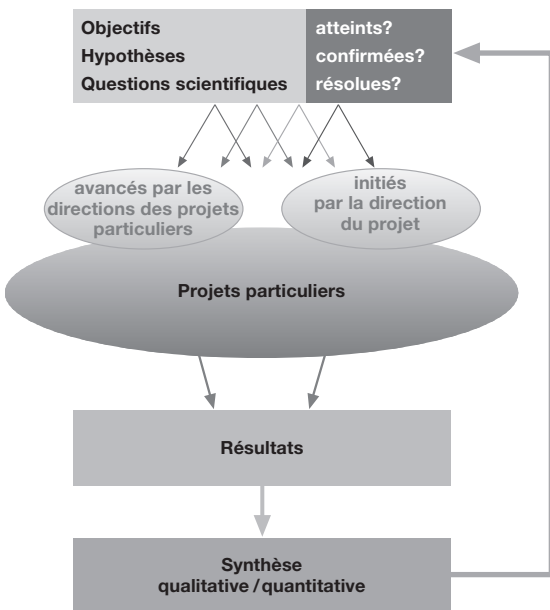 Objectifs atteints?
Hypothèses confirmées?
Questions scientifiques résolues?
avancés par les
directions des projets
particuliers
initiés
par la direction
du projet
Projets particuliers
Résultats
Synthèse
qualitative/quantitative